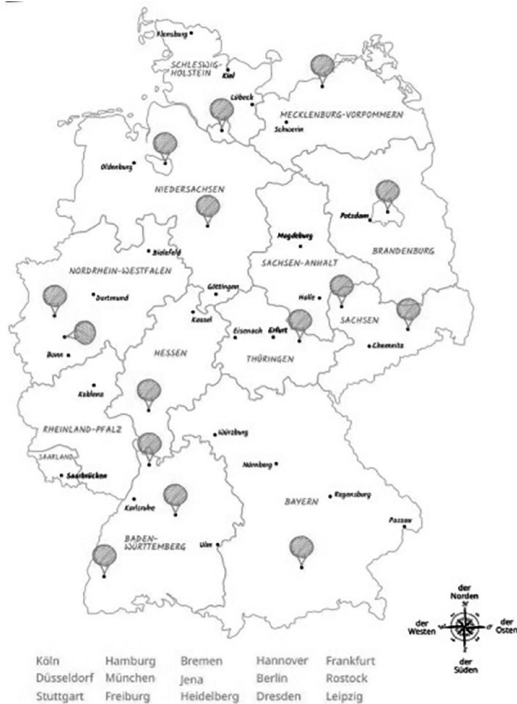 Flensburg
SCHLESWIG-
HOLSTEIN
Kiel
Lübeck
MECKLENBURG-VORPOMMERN
Schwerin
Oldenburg
NIEDERSACHSEN
Potsdam
Magdeburg
BRANDENBURG
Bielefeld
SACHSEN-ANHALT
NORDRHEIN-WESTFALEN
Göttingen
Dortmund
Halle
Kassel
SACHSEN
Eisenach
Erfurt
Chemnitz
Bonn
HESSEN
THÜRINGEN
Koblenz
RHEINLAND-PFALZ
Würzburg
SAARLAND
Nürnberg
Saarbrücken
Regensburg
Karlsruhe
BAYERN
Passau
BADEN-
WÜRTTEMBERG
Ulm
der
Norden
der
Westen
der
Osten
der
Süden
Köln Hamburg Bremen Hannover Frankfurt
Düsseldorf München Jena Berlin Rostock
Stuttgart Freiburg Heidelberg Dresden Leipzig